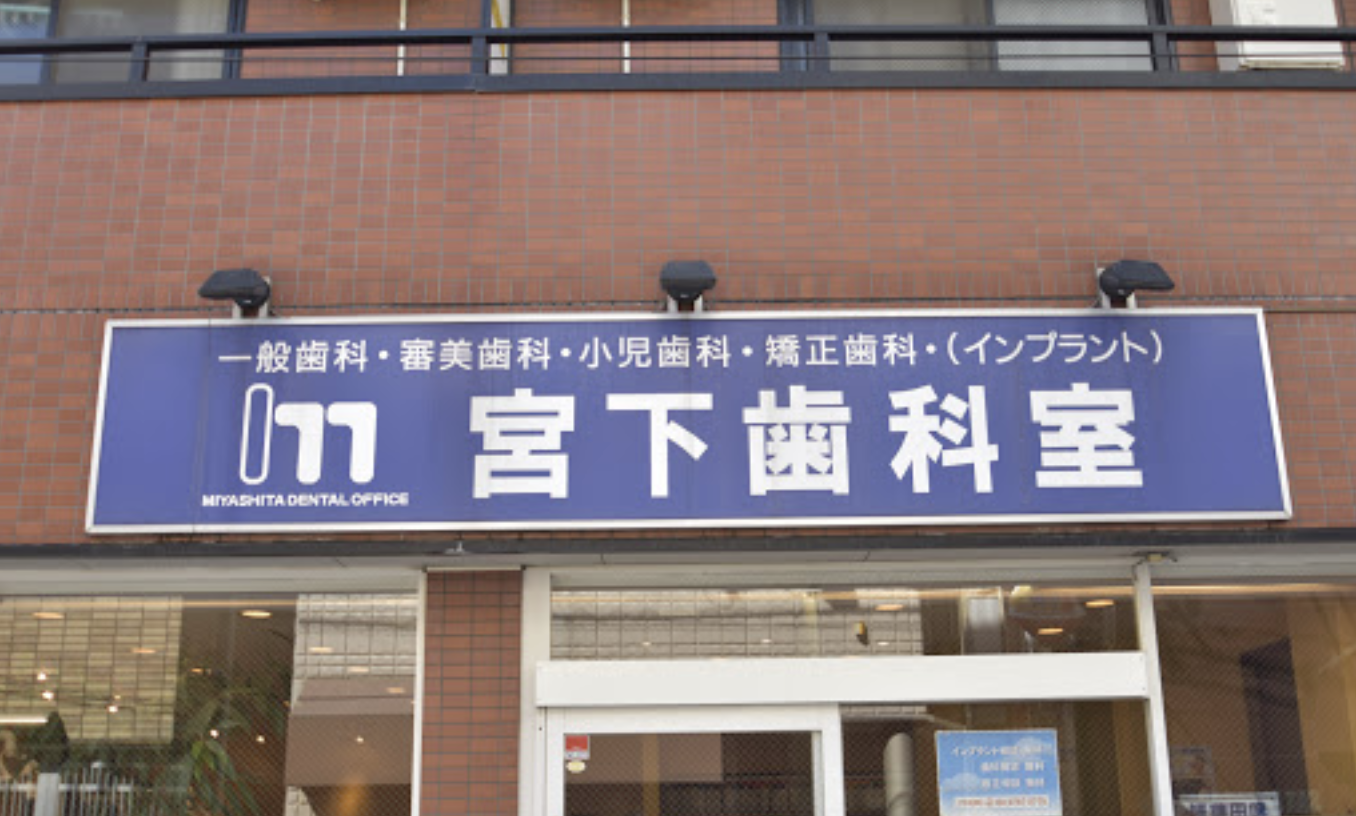 一般歯科・審美歯科・小児歯科・矯正歯科・(インプラント)
宮下歯科室
MIYASHITA DENTAL OFFICE